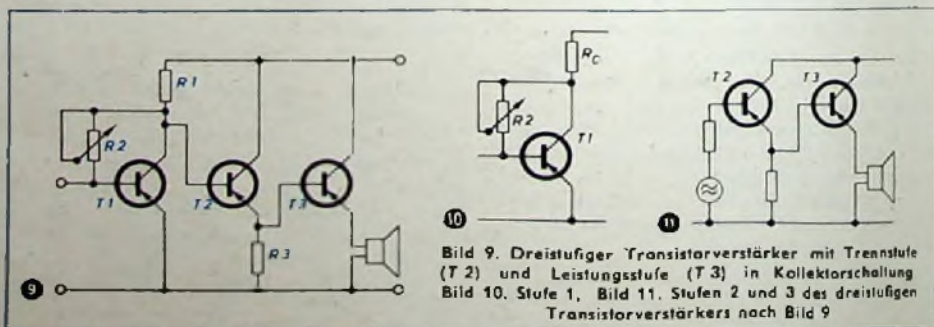 R1
R2
T1
T2
T3
R3
9
RC
R2
T1
10
T2
T3
11
Bild 9. Dreistufiger Transistorverstärker mit Trennstufe
(T 2) und Leistungsstufe (T 3) in Kollektorschaltung
Bild 10. Stufe 1, Bild 11. Stufen 2 und 3 des dreistufigen
Transistorverstärkers nach Bild 9